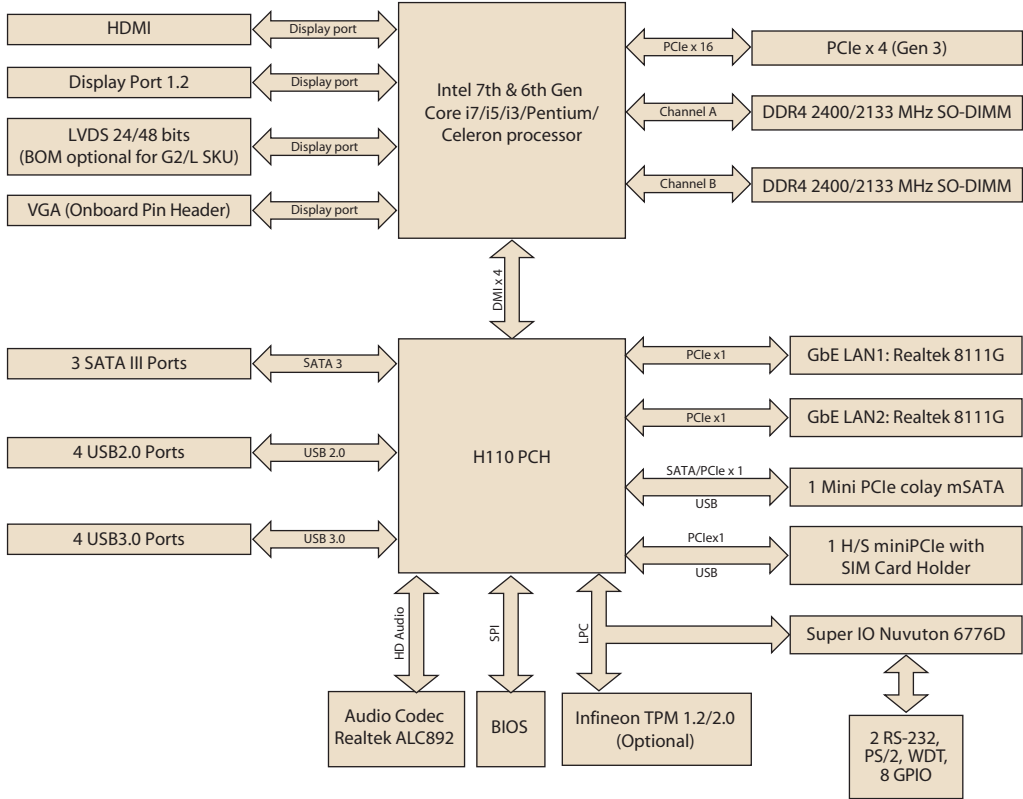 HDMI
Display port
Display Port 1.2
Display port
LVDS 24/48 bits
(BOM optional for G2/L SKU)
Display port
VGA (Onboard Pin Header)
Display port
Intel 7th & 6th Gen
Core i7/i5/i3/Pentium/
Celeron processor
PCIe x 16
PCIe x 4 (Gen 3)
Channel A
DDR4 2400/2133 MHz SO-DIMM
Channel B
DDR4 2400/2133 MHz SO-DIMM
DMI x 4
3 SATA III Ports
SATA 3
4 USB2.0 Ports
USB 2.0
4 USB3.0 Ports
USB 3.0
H110 PCH
PCIe x1
GbE LAN1: Realtek 8111G
PCIe x1
GbE LAN2: Realtek 8111G
SATA/PCIe x 1
USB
1 Mini PCIe colay mSATA
PCIex1
USB
1 H/S miniPCIe with
SIM Card Holder
HD Audio
SPI
LPC
Super IO Nuvuton 6776D
Audio Codec
Realtek ALC892
BIOS
Infineon TPM 1.2/2.0
(Optional)
2 RS-232,
PS/2, WDT,
8 GPIO